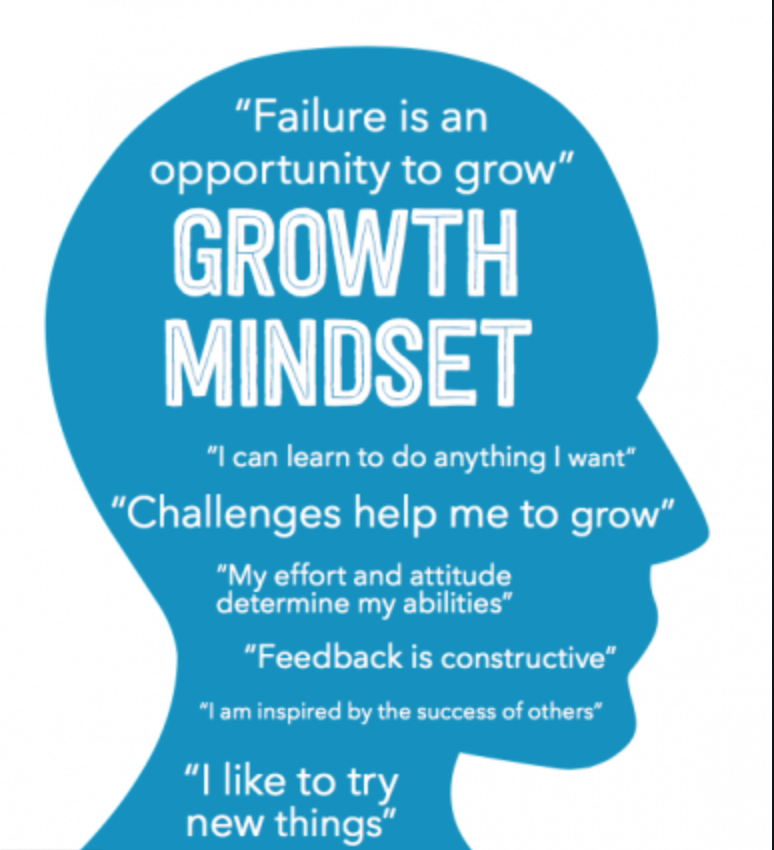 “Failure is an
opportunity to grow”
GROWTH
MINDSET
“I can learn to do anything I want”
“Challenges help me to grow”
“My effort and attitude
determine my abilities”
“Feedback is constructive”
“I am inspired by the success of others”
“I like to try
new things”